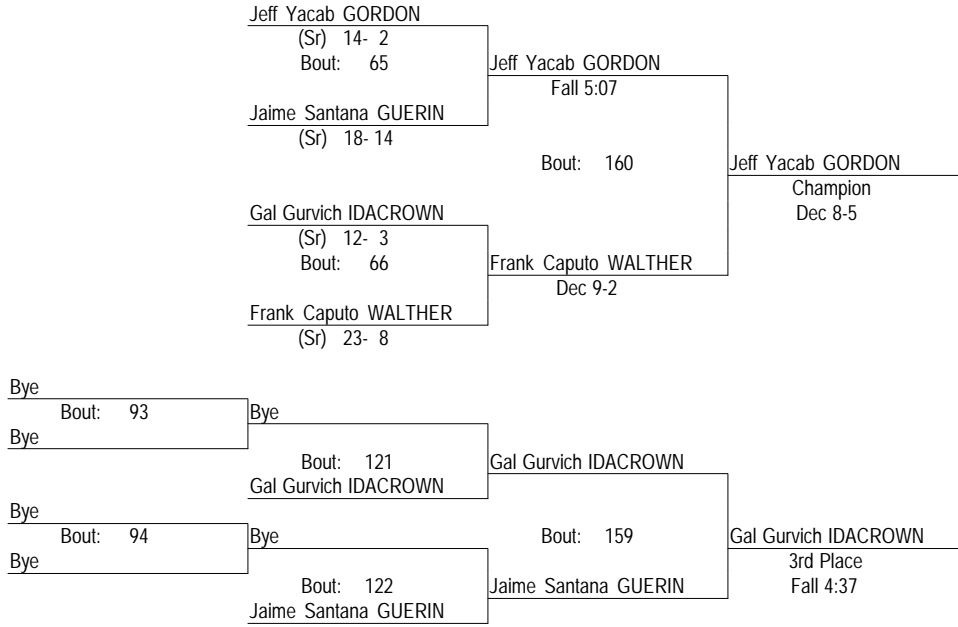 Jeff Yacab GORDON
(Sr) 14- 2
Bout: 65
Jeff Yacab GORDON
Fall 5:07
Jaime Santana GUERIN
(Sr) 18- 14
Bout: 160
Jeff Yacab GORDON
Champion
Dec 8-5
Gal Gurvich IDACROWN
(Sr) 12- 3
Bout: 66
Frank Caputo WALTHER
Dec 9-2
Frank Caputo WALTHER
(Sr) 23- 8
Bye
Bout: 93
Bye
Bye
Bout: 121
Gal Gurvich IDACROWN
Gal Gurvich IDACROWN
Bye
Bout: 94
Bye
Bye
Bout: 159
Gal Gurvich IDACROWN
3rd Place
Fall 4:37
Bout: 122
Jaime Santana GUERIN
Jaime Santana GUERIN